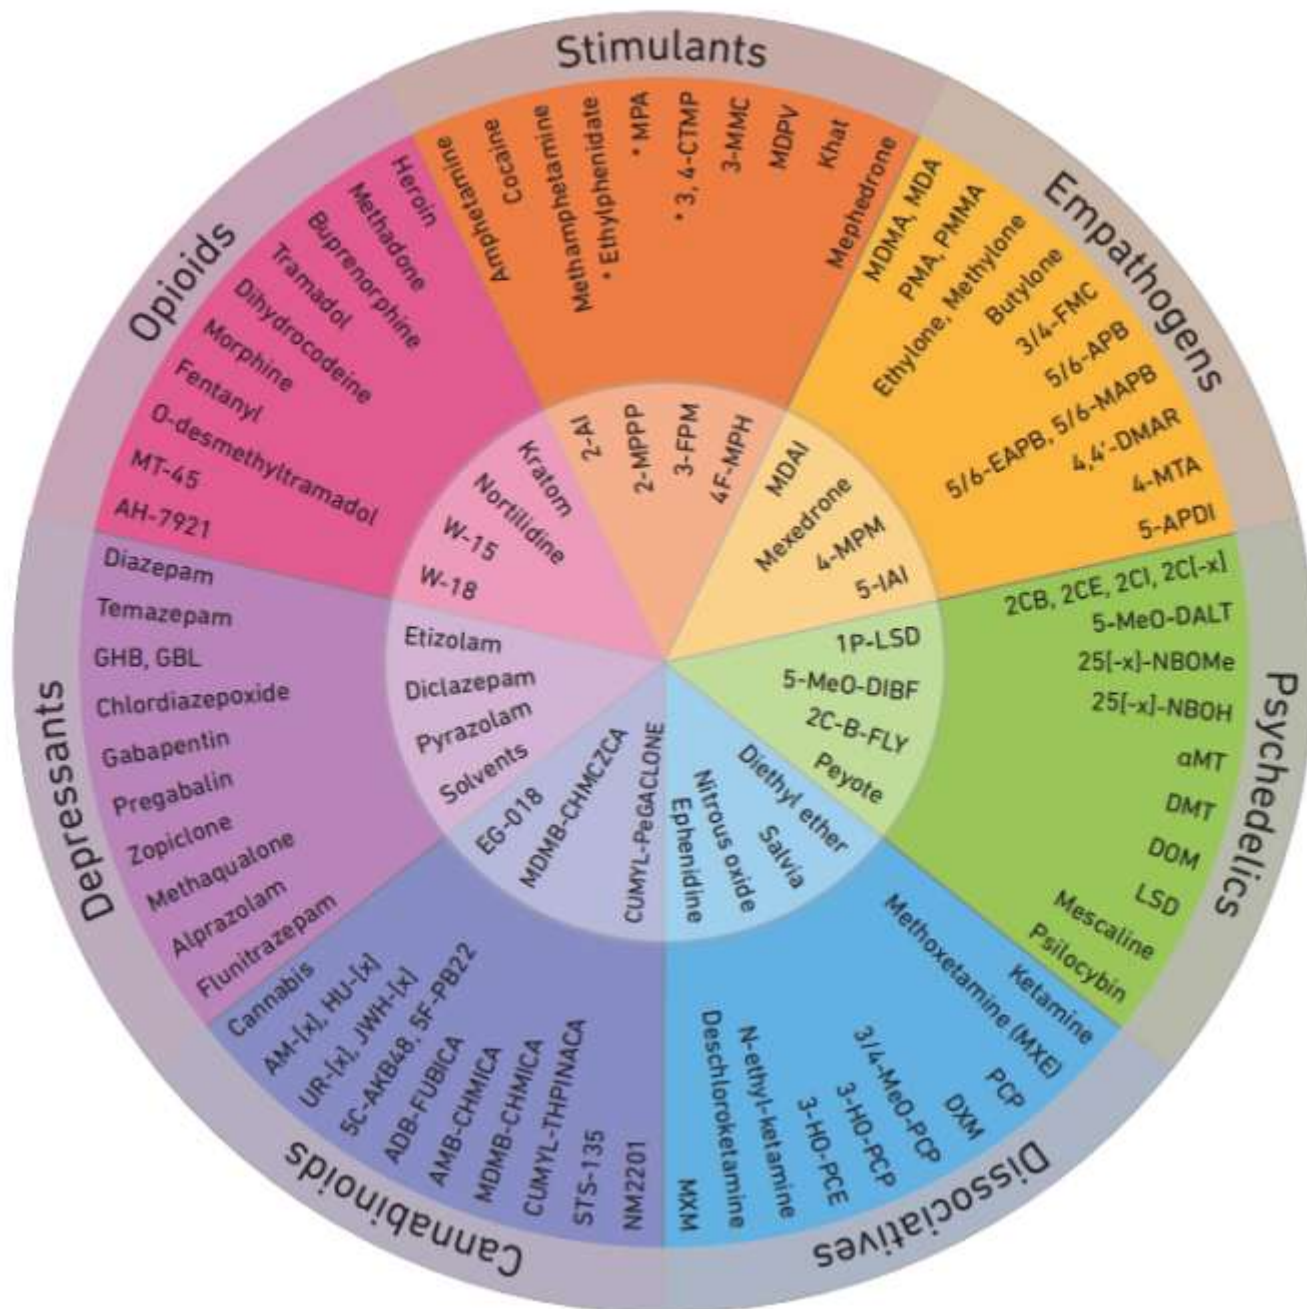 Stimulants
Amphetamine
Cocaine
Methamphetamine
* Ethylphenidate
* MPA
* 3, 4-CTMP
3-MMC
MDPV
Khat
Mephedrone
2-AI
2-MPPP
3-FPM
4F-MPH
Empathogens
MDMA, MDA
PMA, PMMA
Ethylone, Methylone
Butylone
3/4-FMC
5/6-APB
5/6-EAPB, 5/6-MAPB
4,4'-DMAR
4-MTA
5-APDI
MDAI
Mexedrone
4-MPM
5-IAI
Psychedelics
2CB, 2CE, 2CI, 2C[-x]
5-MeO-DALT
25[-x]-NBOMe
25[-x]-NBOH
αMT
DMT
DOM
LSD
Mescaline
Psilocybin
1P-LSD
5-MeO-DIBF
2C-B-FLY
Peyote
Dissociatives
Ketamine
Methoxetamine (MXE)
PCP
DXM
3/4-MeO-PCP
3-HO-PCP
3-HO-PCE
N-ethyl-ketamine
Deschloroketamine
MXM
Diethyl ether
Salvia
Nitrous oxide
Ephenidine
Cannabinoids
Cannabis
AM-[x], HU-[x]
UR-[x], JWH-[x]
5C-AKB48, 5F-PB22
ADB-FUBICA
AMB-CHMICA
MDMB-CHMICA
CUMYL-THPINACA
STS-135
NM2201
EG-018
MDMB-CHMCZCA
CUMYL-PeGACLONE
Depressants
Diazepam
Temazepam
GHB, GBL
Chlordiazepoxide
Gabapentin
Pregabalin
Zopiclone
Methaqualone
Alprazolam
Flunitrazepam
Etizolam
Diclazepam
Pyrazolam
Solvents
Opioids
Heroin
Methadone
Buprenorphine
Tramadol
Dihydrocodeine
Morphine
Fentanyl
O-desmethyltramadol
MT-45
AH-7921
Kratom
Nortilidine
W-15
W-18